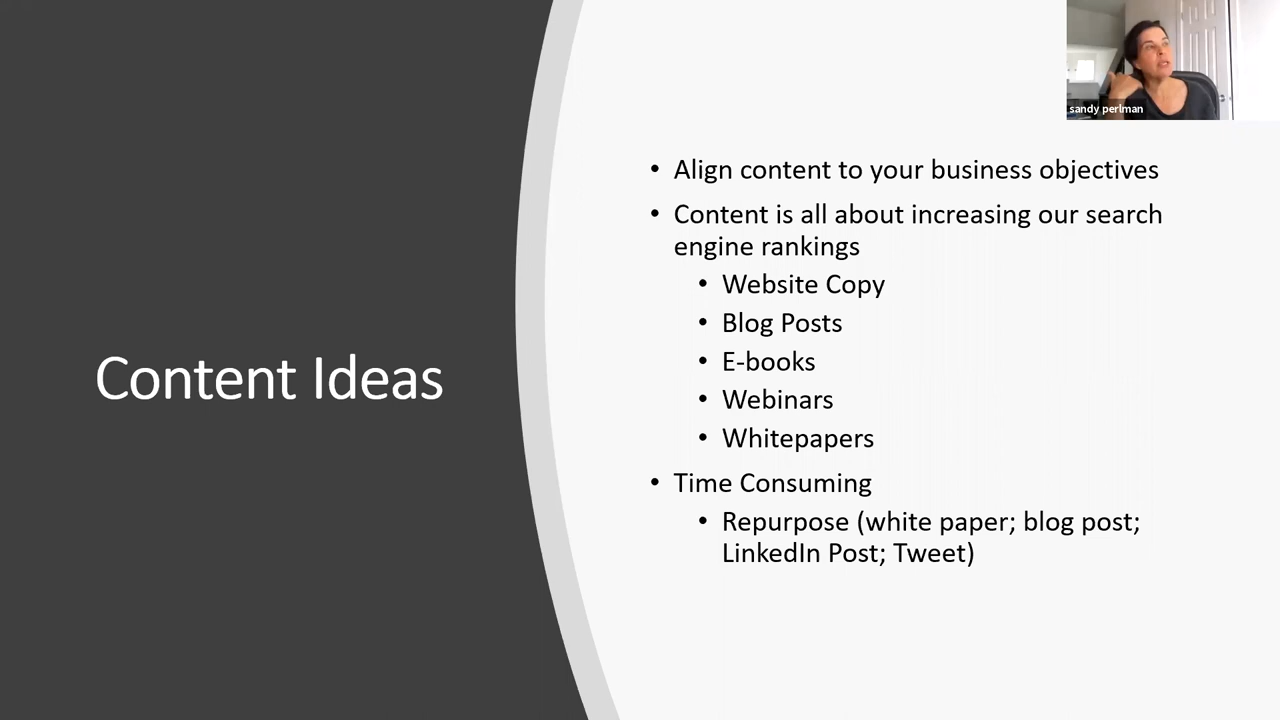 sandy perlman
Content Ideas
• Align content to your business objectives
• Content is all about increasing our search
engine rankings
• Website Copy
• Blog Posts
• E-books
• Webinars
• Whitepapers
• Time Consuming
• Repurpose (white paper; blog post;
LinkedIn Post; Tweet)